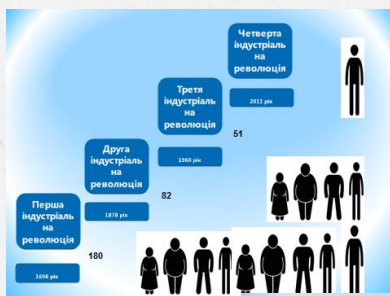 Четверта
індустріаль
на
революція
2011 рік
51
Третя
індустріаль
на
революція
1960 рік
82
Друга
індустріаль
на
революція
1878 рік
180
Перша
індустріаль
на
революція
1698 рік